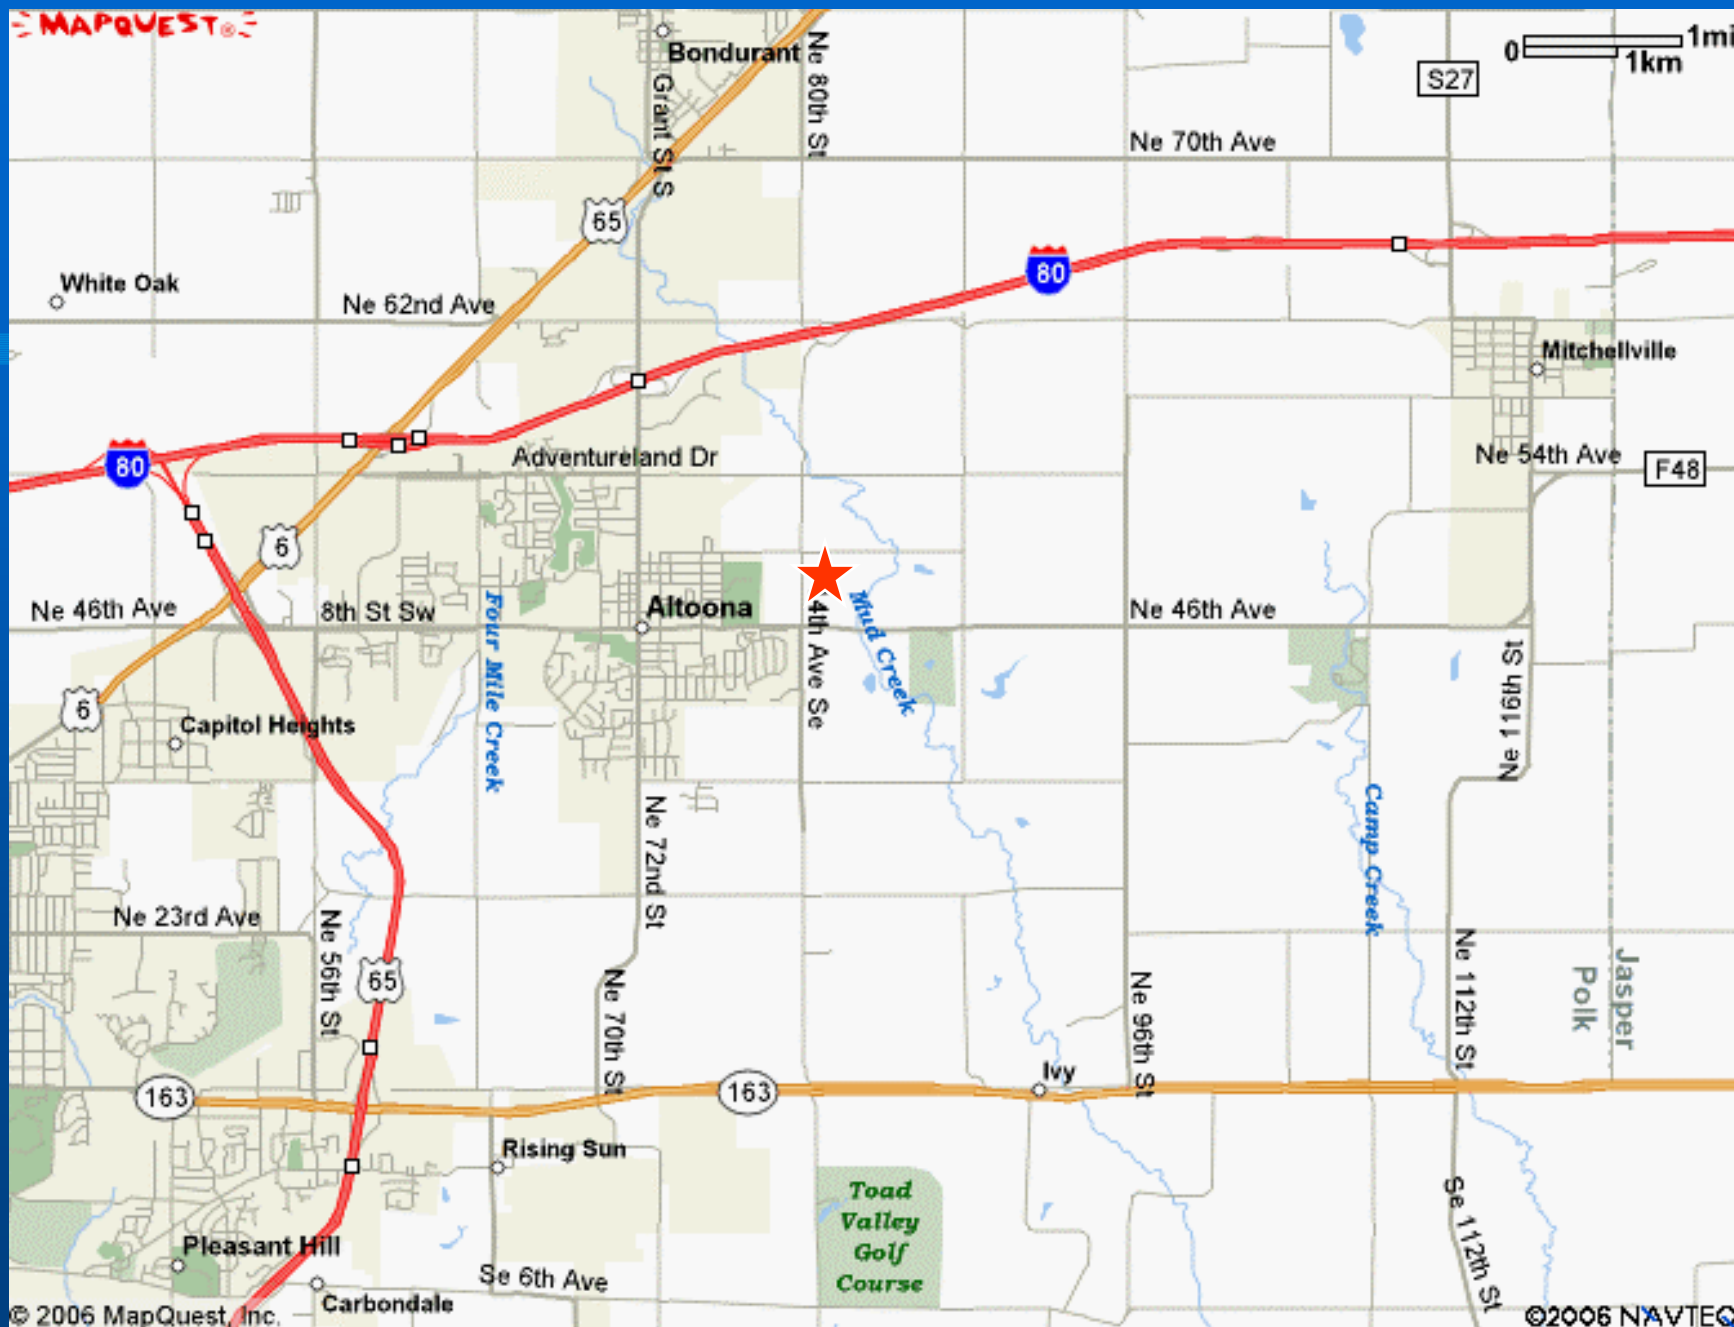 MAPQUEST®
Bondurant
Ne 80th St
Grant St S
0
1mi
1km
S27
Ne 70th Ave
65
80
White Oak
Ne 62nd Ave
Mitchellville
Adventureland Dr
80
Ne 54th Ave
F48
6
Ne 46th Ave
8th St Sw
Four Mile Creek
Altoona
4th Ave Se
Mud Creek
Ne 46th Ave
Ne 116th St
6
Capitol Heights
Ne 72nd St
Camp Creek
Ne 23rd Ave
Ne 56th St
65
Ne 70th St
Ne 96th St
Ne 112th St
Polk
Jasper
163
163
Ivy
Rising Sun
Toad
Valley
Golf
Course
Se 112th St
Pleasant Hill
Se 6th Ave
Carbondale
© 2006 MapQuest, Inc.
©2006 NAVTEQ